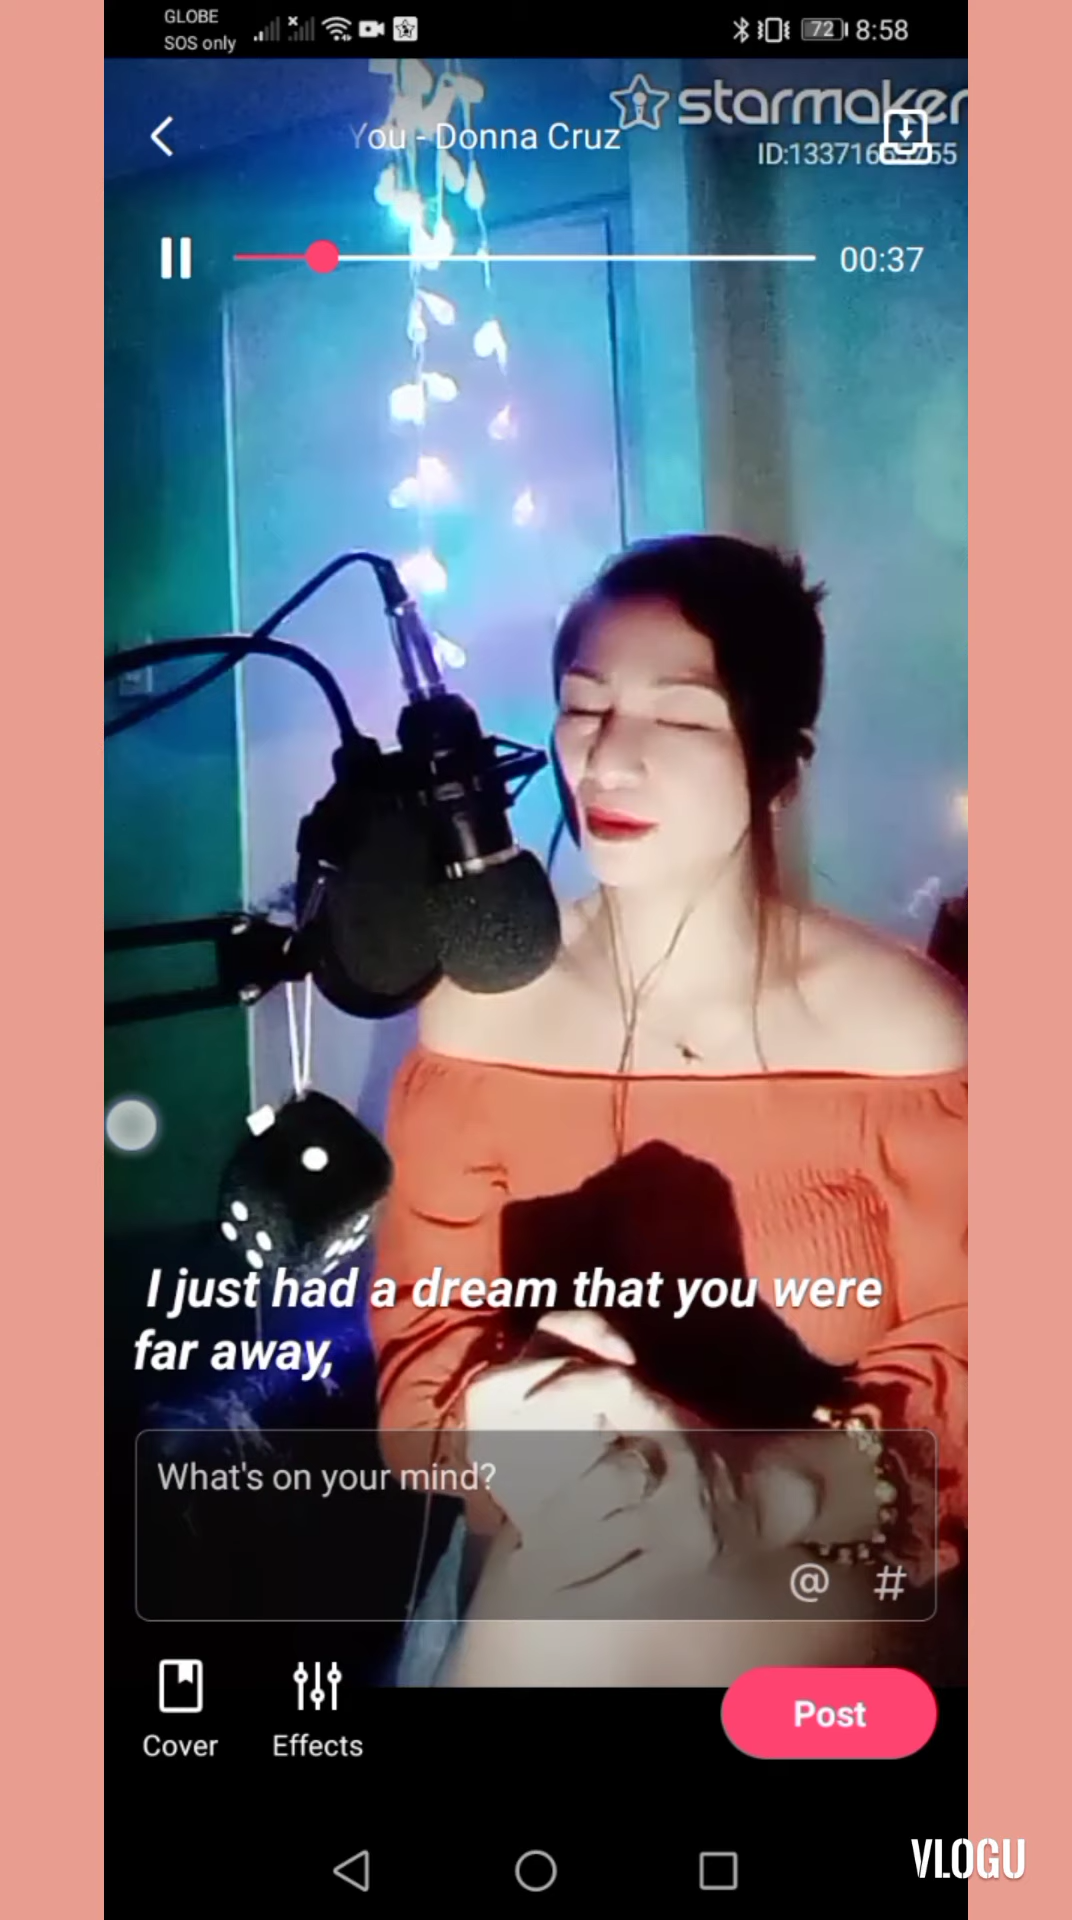 GLOBE
SOS only
72
8:58
starmaker
You - Donna Cruz
00:37
I just had a dream that you were
far away,
What's on your mind?
@ #
Cover
Effects
Post
VLOGU